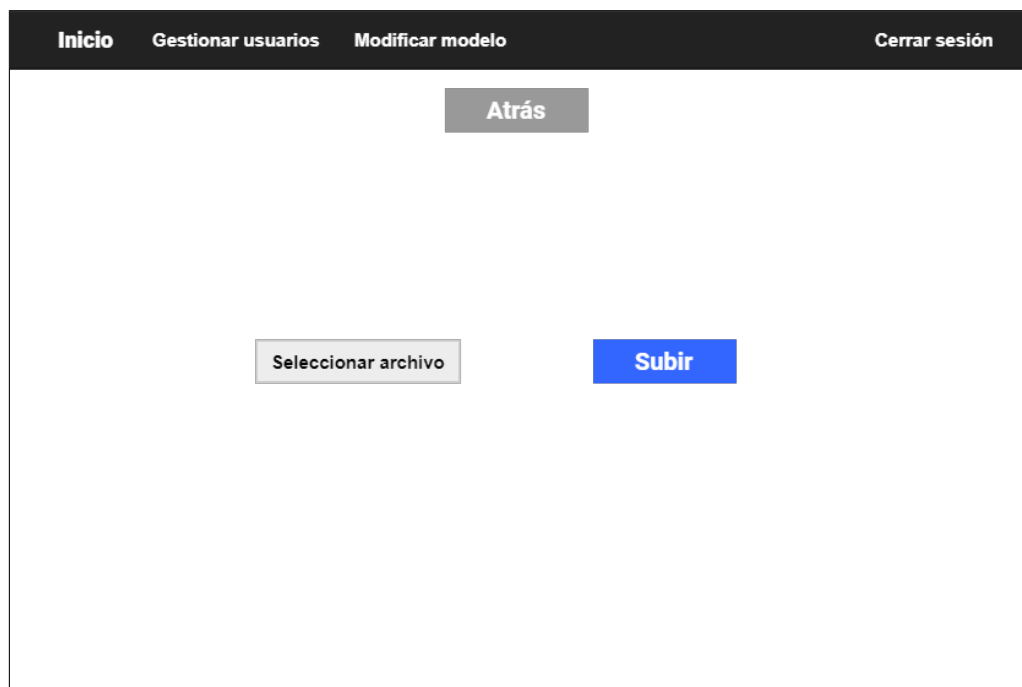 Inicio Gestionar usuarios Modificar modelo Cerrar sesión
Atrás
Seleccionar archivo Subir